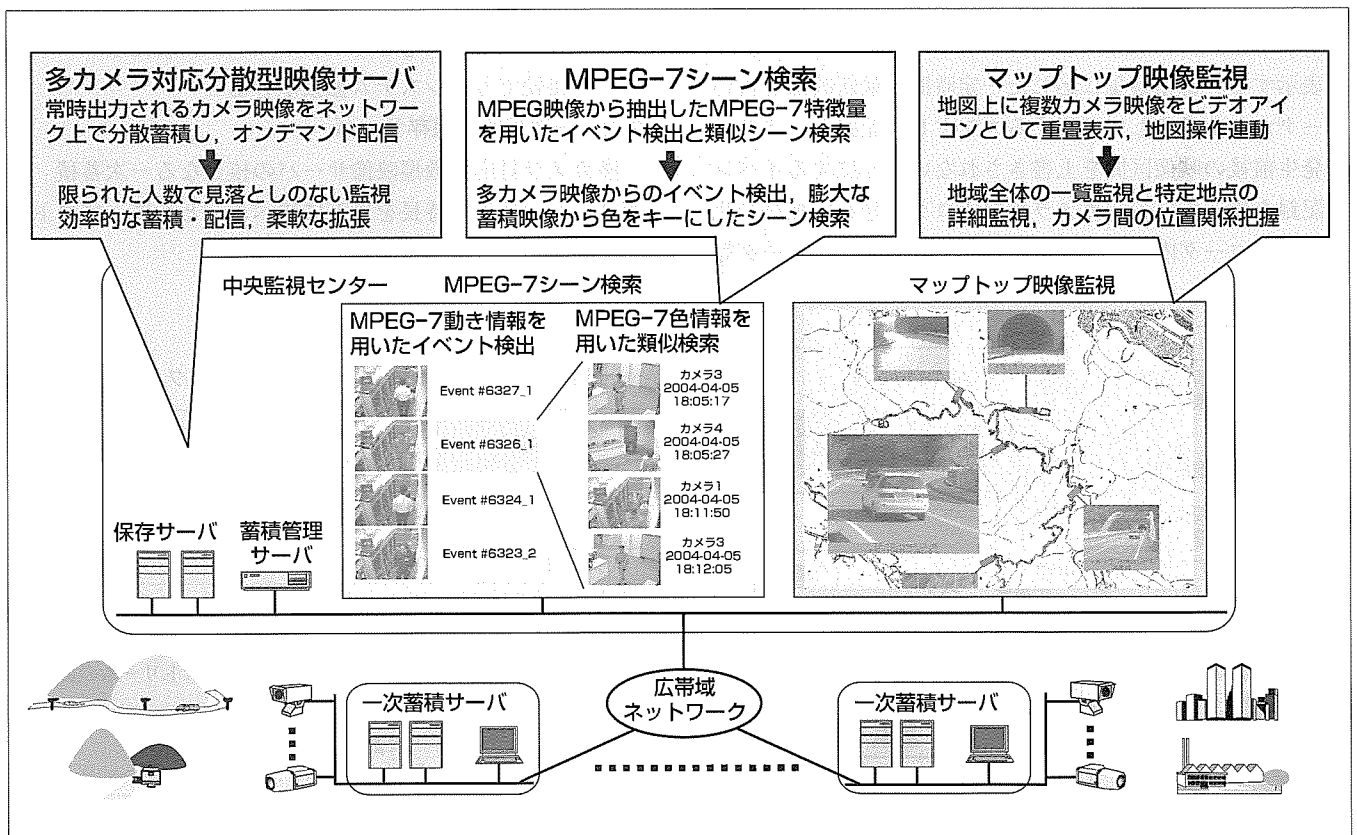 多カメラ対応分散型映像サーバ
常時出力されるカメラ映像をネットワー
ク上で分散蓄積し，オンデマンド配信
限られた人数で見落としのない監視
効率的な蓄積・配信，柔軟な拡張
MPEG-7シーン検索
MPEG映像から抽出したMPEG-7特徴量
を用いたイベント検出と類似シーン検索
多カメラ映像からのイベント検出，膨大な
蓄積映像から色をキーにしたシーン検索
マップトップ映像監視
地図上に複数カメラ映像をビデオアイ
コンとして重畳表示，地図操作連動
地域全体の一覧監視と特定地点の
詳細監視，カメラ間の位置関係把握
中央監視センター
MPEG-7シーン検索
マップトップ映像監視
MPEG-7動き情報を
用いたイベント検出
Event #6327_1
Event #6326_1
Event #6324_1
Event #6323_2
MPEG-7色情報を
用いた類似検索
カメラ3
2004-04-05
18:05:17
カメラ4
2004-04-05
18:05:27
カメラ1
2004-04-05
18:11:50
カメラ3
2004-04-05
18:12:05
保存サーバ
蓄積管理
サーバ
一次蓄積サーバ
広帯域
ネットワーク
一次蓄積サーバ